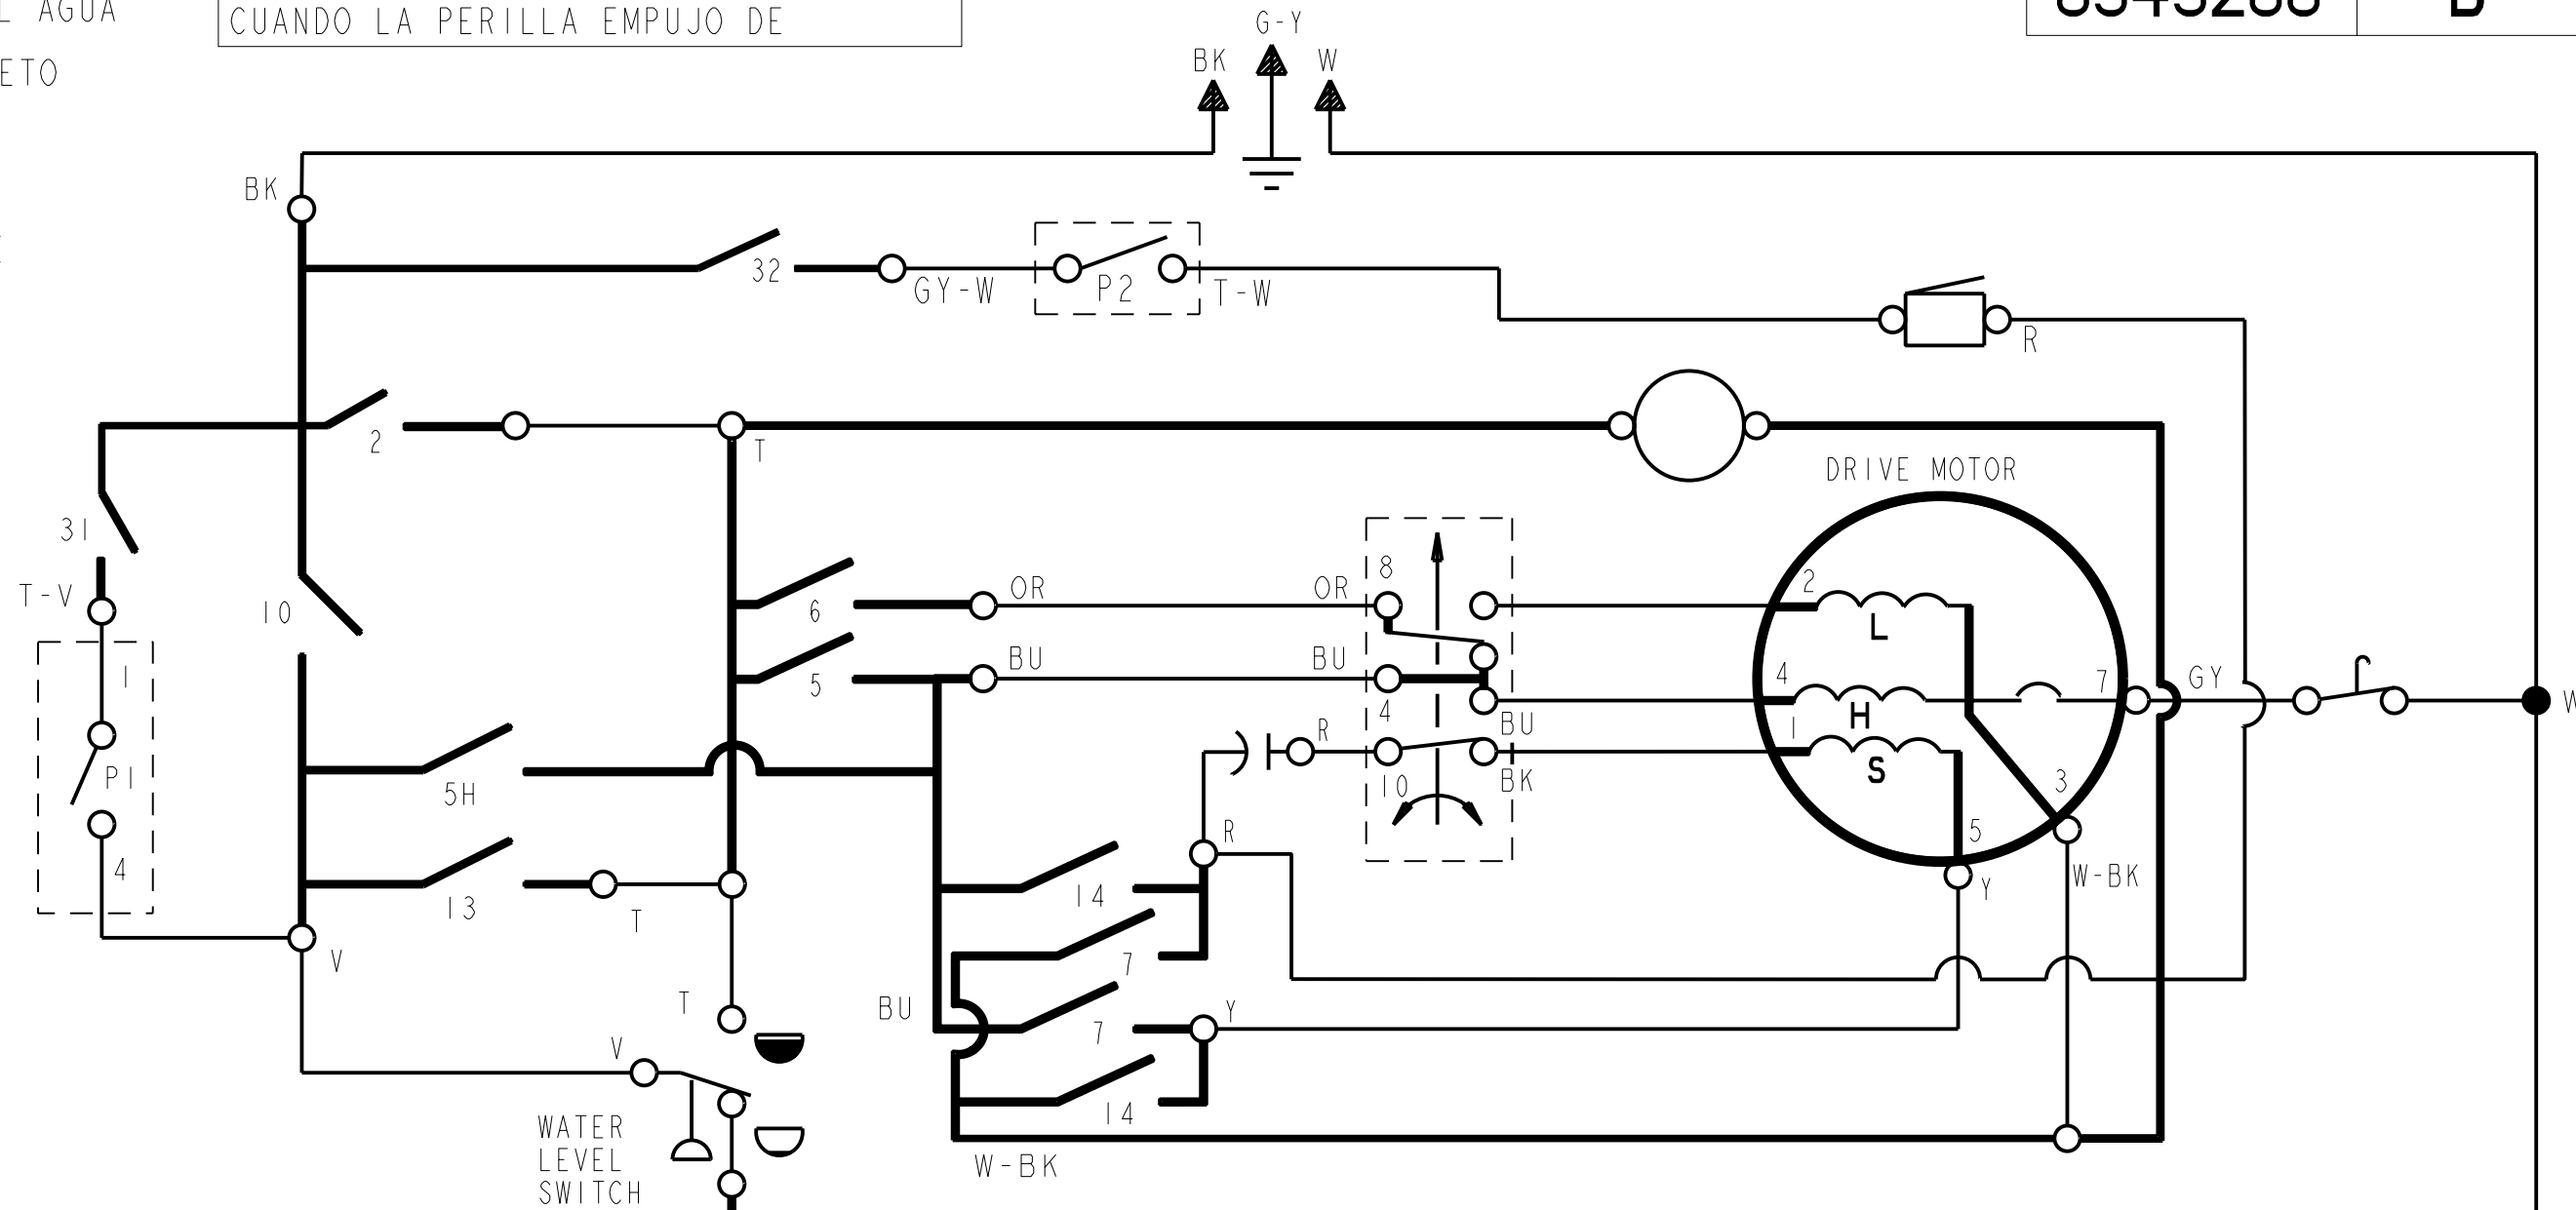 AGUA
CUANDO LA PERILLA EMPUJO DE
ETO
G-Y
BK
W
BK
32
GY-W
P2
T-W
R
2
T
DRIVE MOTOR
31
T-V
10
6
OR
OR
8
2
L
5
BU
BU
4
4
7
GY
W
H
1
BU
1
P1
5H
R
10
BK
S
3
4
13
T
R
5
Y
W-BK
14
V
7
T
BU
7
Y
V
14
WATER
LEVEL
SWITCH
W-BK